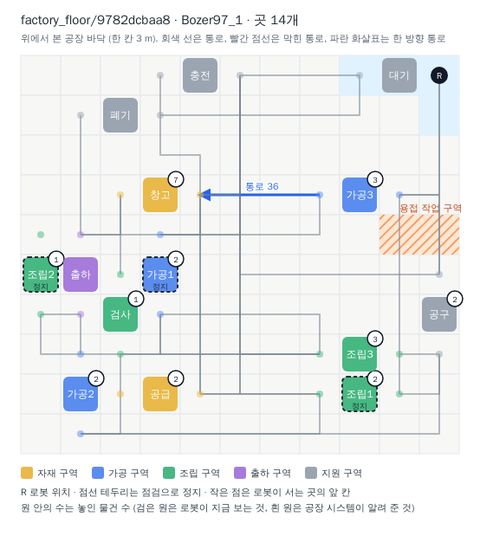 factory_floor/9782dcbaa8 · Bozer97_1 · 곳 14개
위에서 본 공장 바닥 (한 칸 3 m). 회색 선은 통로, 빨간 점선은 막힌 통로, 파란 화살표는 한 방향 통로
충전
대기
R
폐기
7
창고
통로 36
3
가공3
용접 작업 구역
1
조립2
정지
출하
2
가공1
정지
1
검사
2
공구
3
조립3
2
가공2
2
공급
2
조립1
정지
자재 구역
가공 구역
조립 구역
출하 구역
지원 구역
R 로봇 위치 · 점선 테두리는 점검으로 정지 · 작은 점은 로봇이 서는 곳의 앞 칸
원 안의 수는 놓인 물건 수 (검은 원은 로봇이 지금 보는 것, 흰 원은 공장 시스템이 알려 준 것)